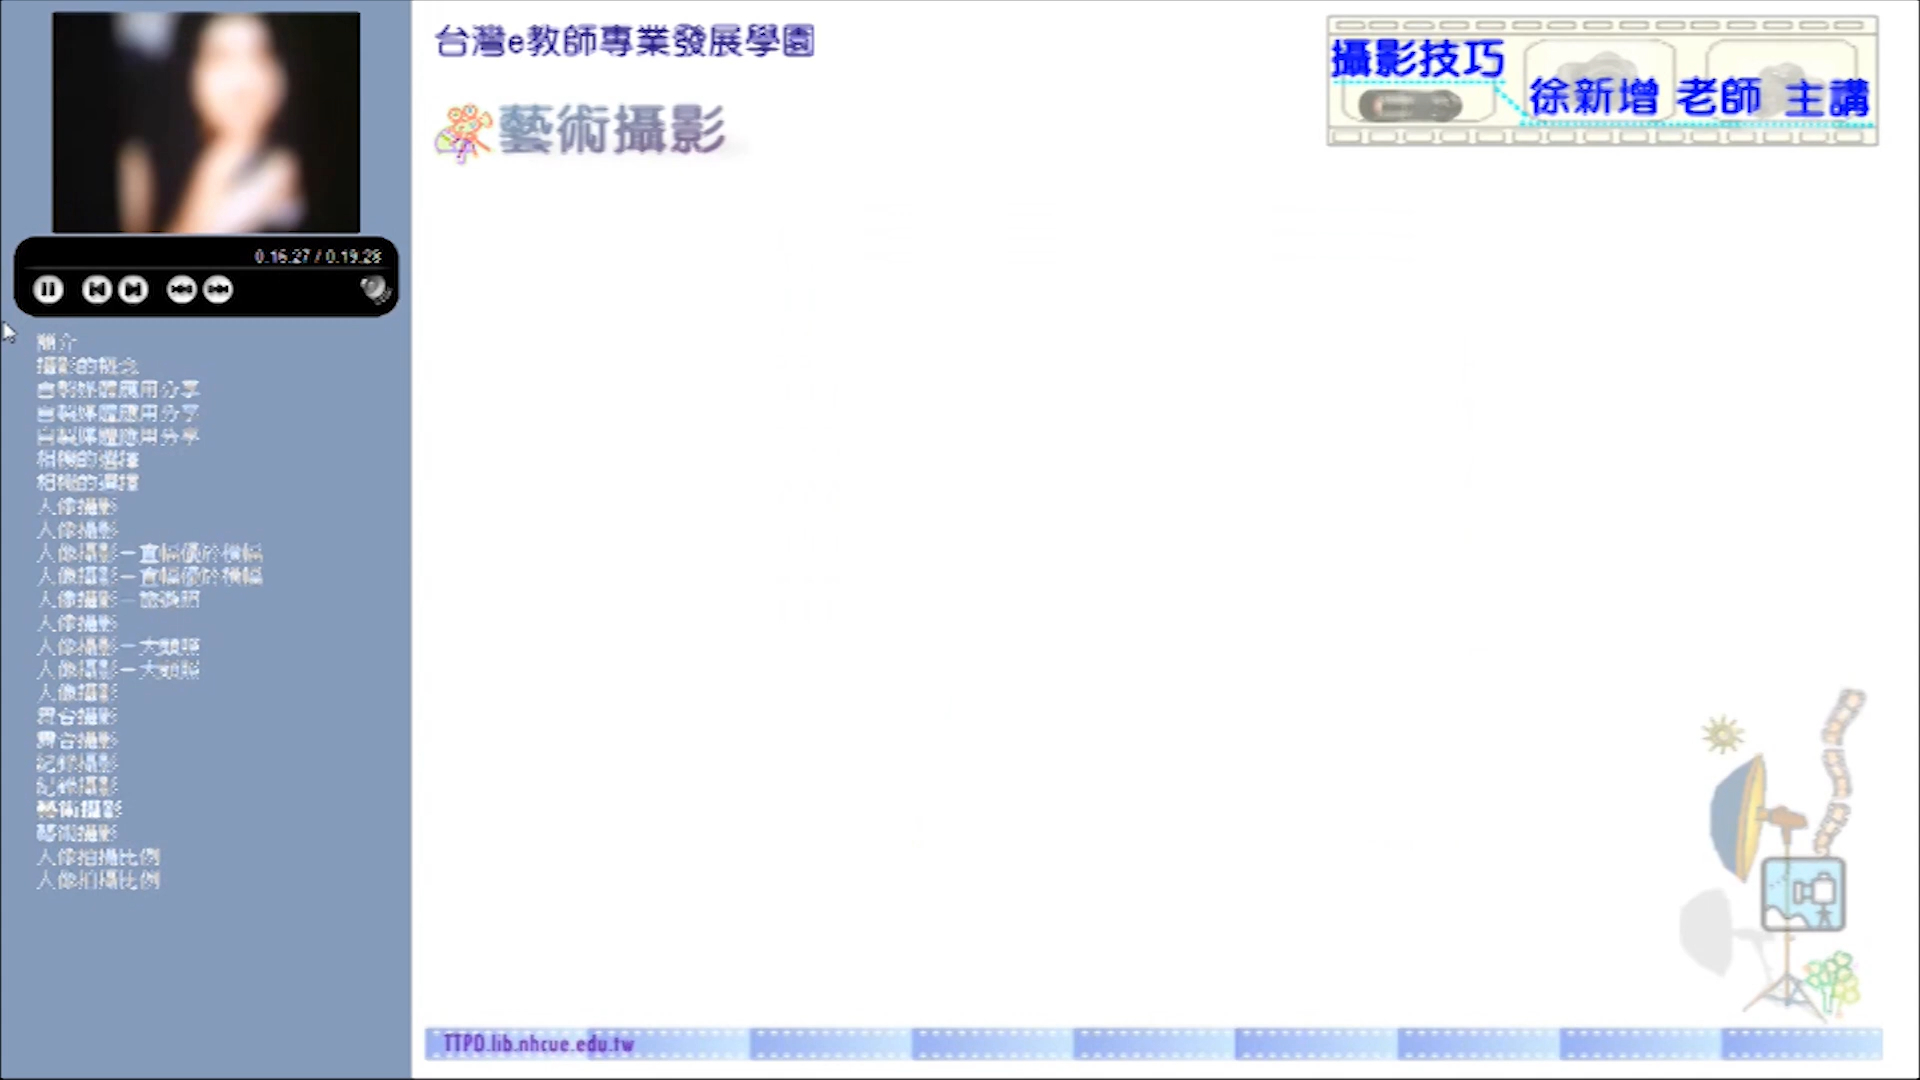 台灣e教師專業發展學園
攝影技巧
徐新增 老師 主講
藝術攝影
0.16.27 / 0.19.28
簡介
攝影的概念
自製媒體應用分享
自製媒體應用分享
自製媒體應用分享
相機的選擇
相機的選擇
人像攝影
人像攝影
人像攝影－直幅優於橫幅
人像攝影－直幅優於橫幅
人像攝影－
人像攝影
人像攝影－大頭照
人像攝影－大頭照
人像攝影
舞台攝影
舞台攝影
紀錄攝影
紀錄攝影
藝術攝影
藝術攝影
人像拍攝比例
人像拍攝比例
TTPD.lib.nhcue.edu.tw